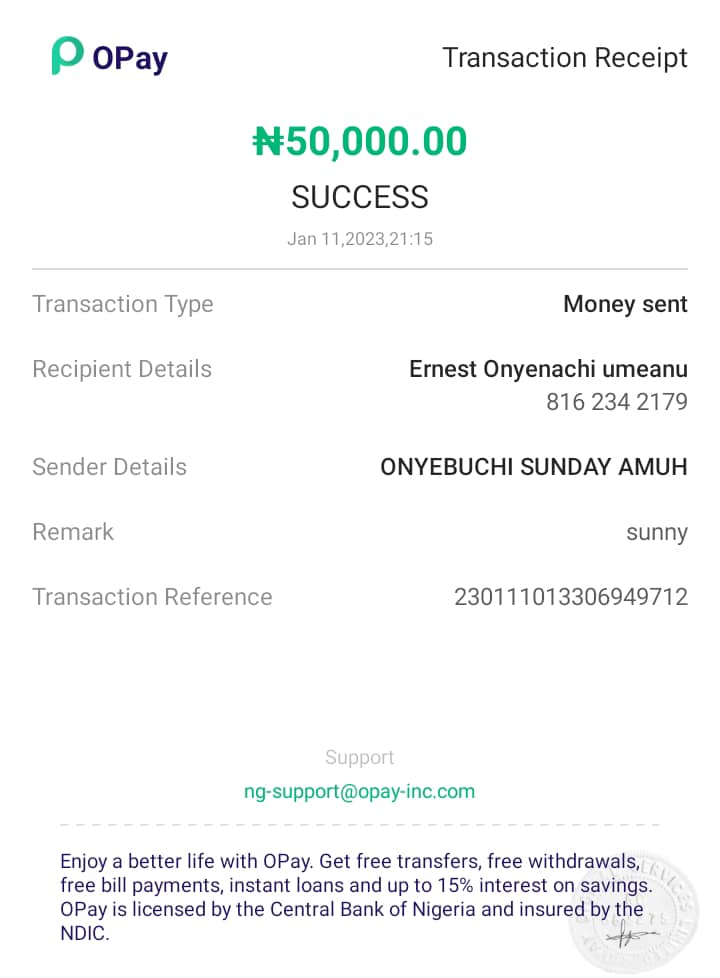 OPay
Transaction Receipt
₦50,000.00
SUCCESS
Jan 11,2023,21:15
Transaction Type
Money sent
Recipient Details
Ernest Onyenachi umeanu
816 234 2179
Sender Details
ONYEBUCHI SUNDAY AMUH
Remark
sunny
Transaction Reference
230111013306949712
Support
ng-support@opay-inc.com
Enjoy a better life with OPay. Get free transfers, free withdrawals,
free bill payments, instant loans and up to 15% interest on savings.
OPay is licensed by the Central Bank of Nigeria and insured by the
NDIC.